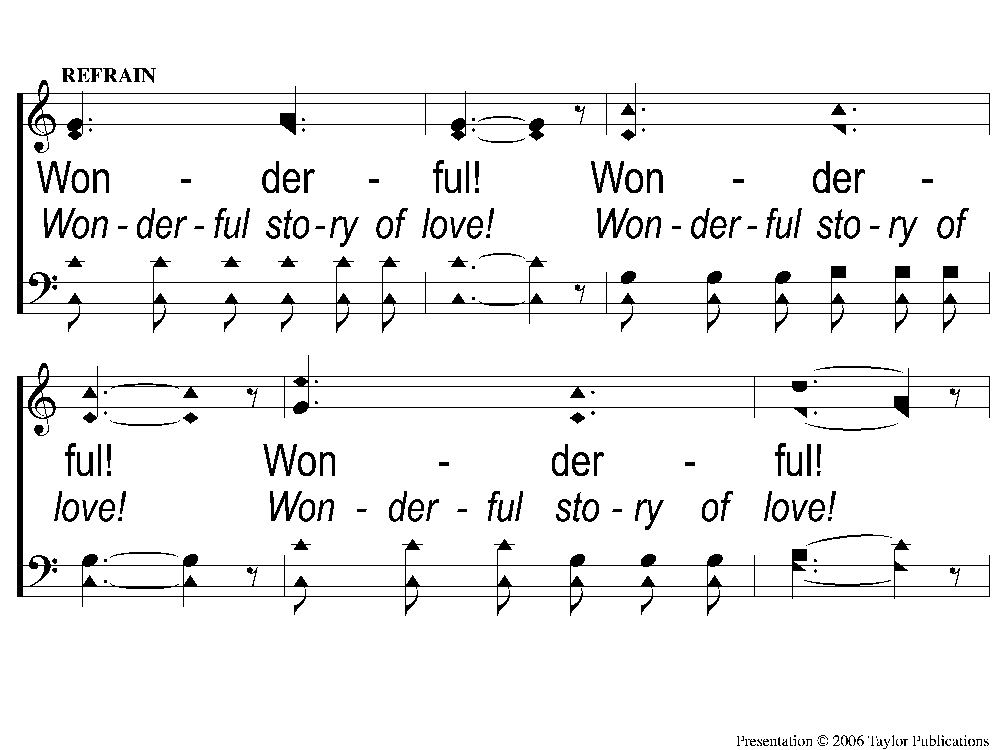 REFRAIN
Won - der - ful! Won - der -
Won - der - ful sto - ry of love! Won - der - ful sto - ry of
ful! Won - der - ful!
love! Won - der - ful sto - ry of love!
Presentation © 2006 Taylor Publications